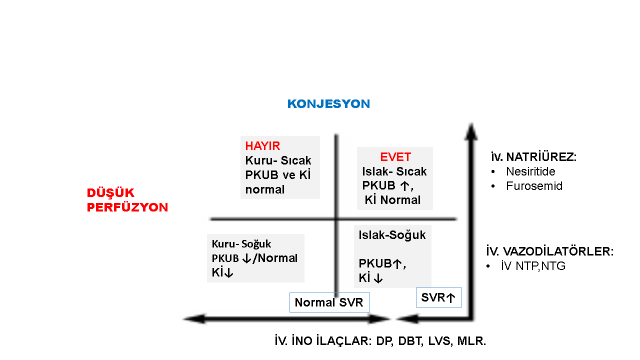 KONJESYON
HAYIR
Kuru- Sıcak
PKUB ve Kİ
normal
EVET
Islak- Sıcak
PKUB ↑,
Kİ Normal
DÜŞÜK
PERFÜZYON
Kuru- Soğuk
PKUB ↓/Normal
Kİ↓
Islak-Soğuk
PKUB↑,
Kİ ↓
Normal SVR
SVR↑
İV. NATRİÜREZ:
• Nesiritide
• Furosemid
İV. VAZODİLATÖRLER:
• İV NTP,NTG
İV. İNO İLAÇLAR: DP, DBT, LVS, MLR.